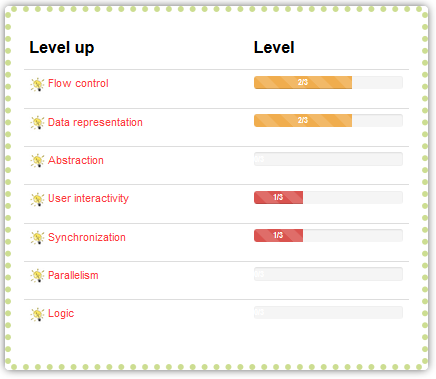 Level up Level
Flow control 2/3
Data representation 2/3
Abstraction
User interactivity 1/3
Synchronization 1/3
Parallelism
Logic